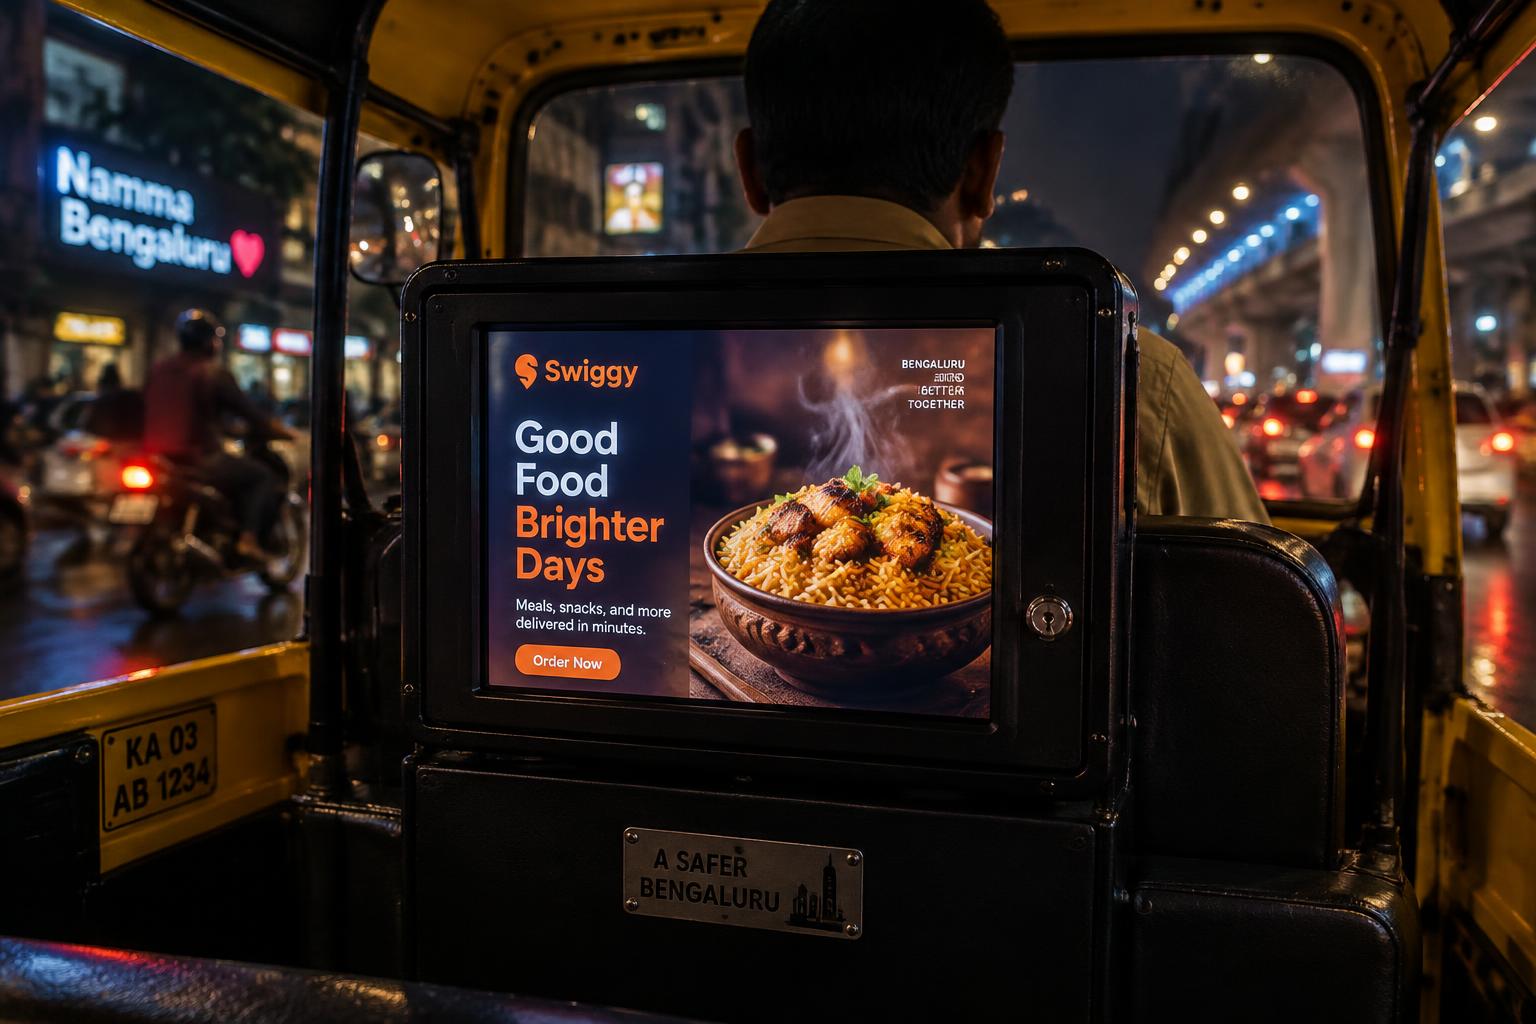 Namma
Bengaluru
Swiggy
Good
Food
Brighter
Days
Meals, snacks, and more
delivered in minutes.
Order Now
BENGALURU
TOGETHER
KA 03
AB 1234
A SAFER
BENGALURU